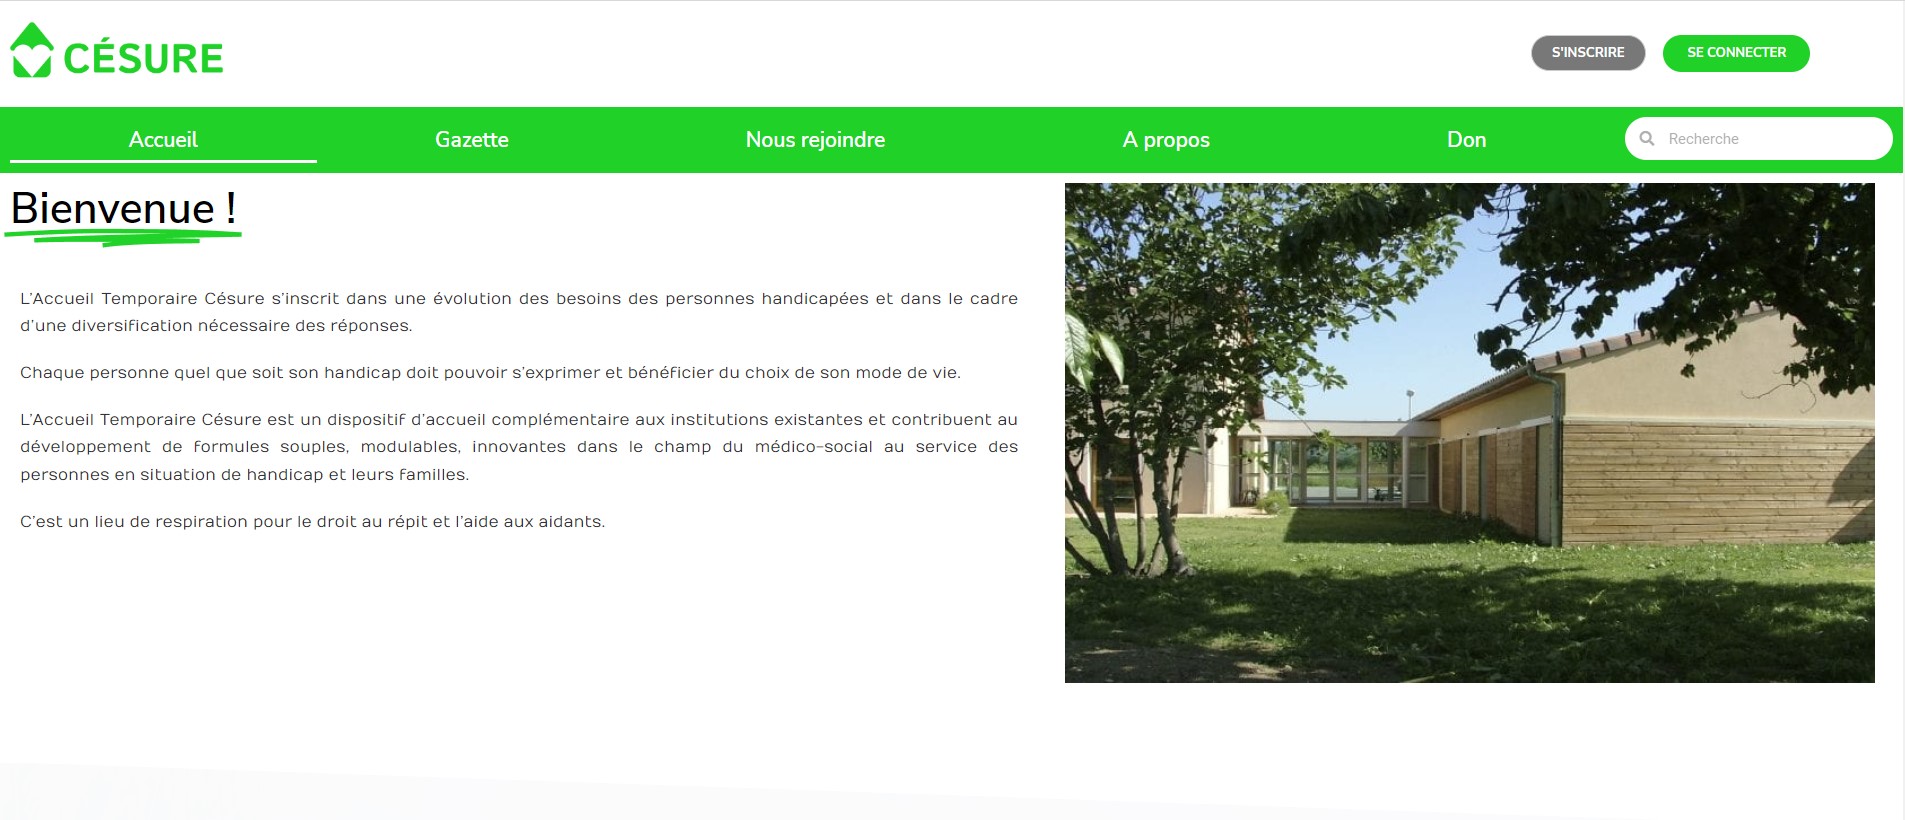 CÉSURE
S'INSCRIRE
SE CONNECTER
Accueil
Gazette
Nous rejoindre
A propos
Don
Recherche
Bienvenue !
L'Accueil Temporaire Césure s'inscrit dans une évolution des besoins des personnes handicapées et dans le cadre
d'une diversification nécessaire des réponses.
Chaque personne quel que soit son handicap doit pouvoir s'exprimer et bénéficier du choix de son mode de vie.
L'Accueil Temporaire Césure est un dispositif d'accueil complémentaire aux institutions existantes et contribuent au
développement de formules souples, modulables, innovantes dans le champ du médico-social au service des
personnes en situation de handicap et leurs familles.
C'est un lieu de respiration pour le droit au répit et l'aide aux aidants.